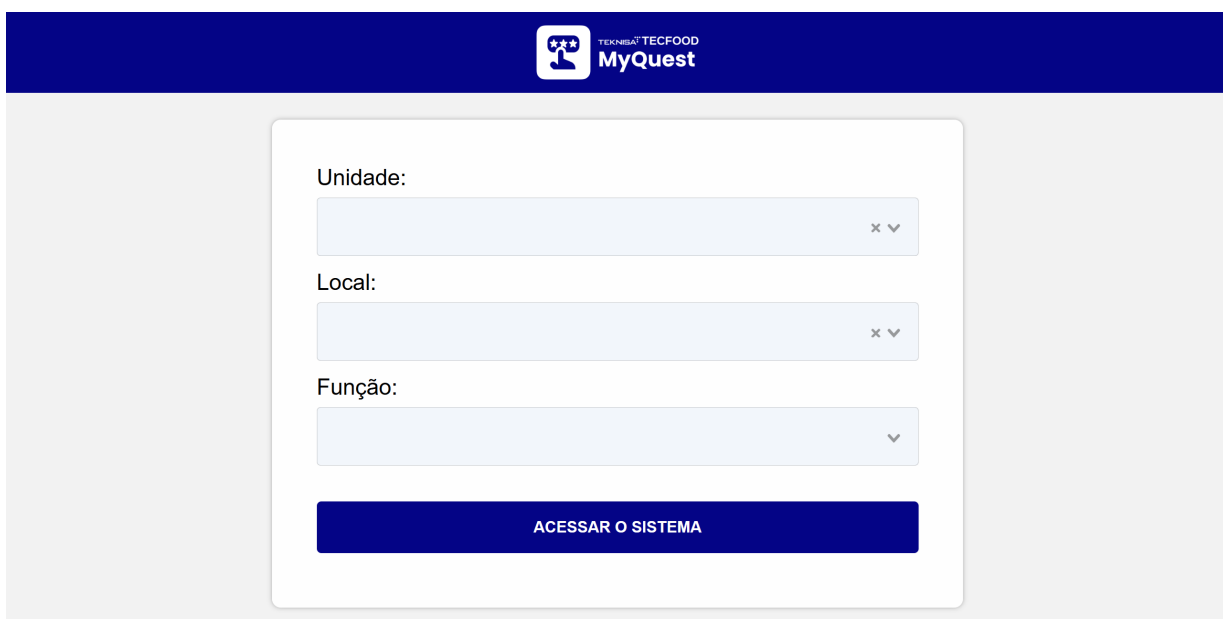 TEKNISA TECFOOD
MyQuest
Unidade:
Local:
Função:
ACESSAR O SISTEMA